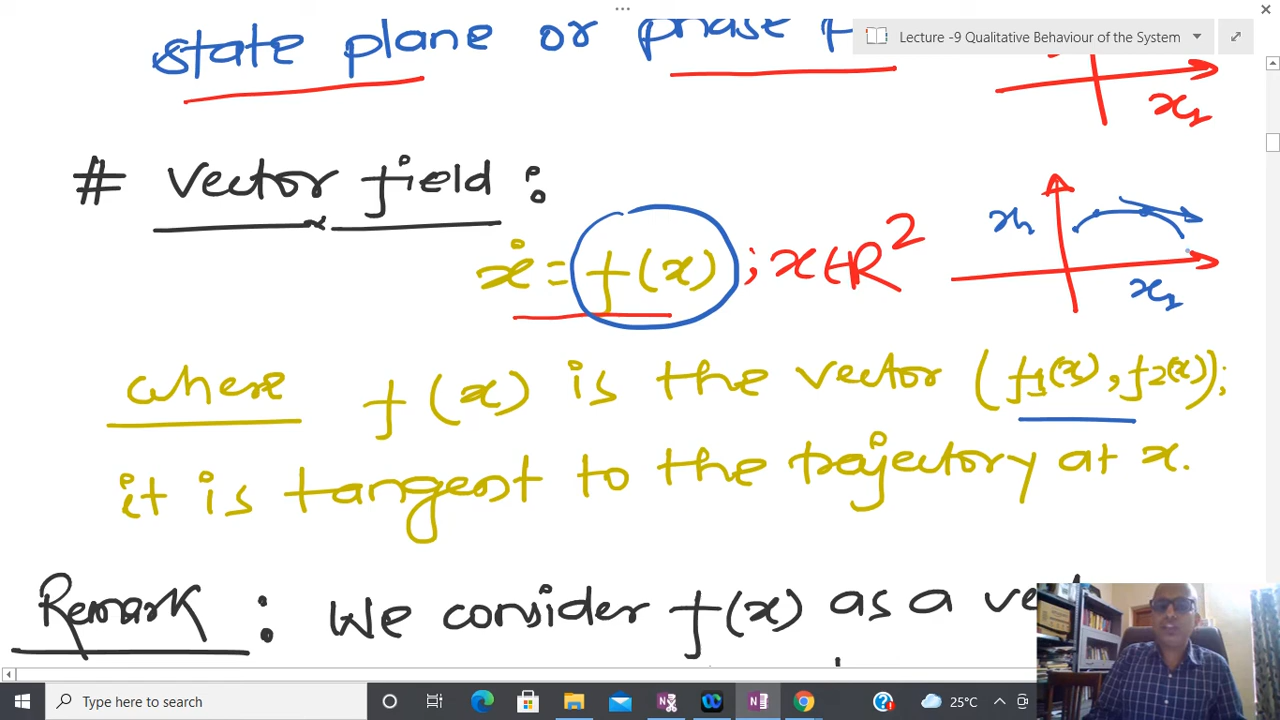 Lecture -9 Qualitative Behaviour of the System
state plane or phase
x₁
# Vector field :
ẋ = f(x) ; x ∈ R²
x₁
where f(x) is the vector (f1(x), f2(x));
it is tangent to the trajectory at x.
Remark : We consider f(x) as a
Type here to search
25°C